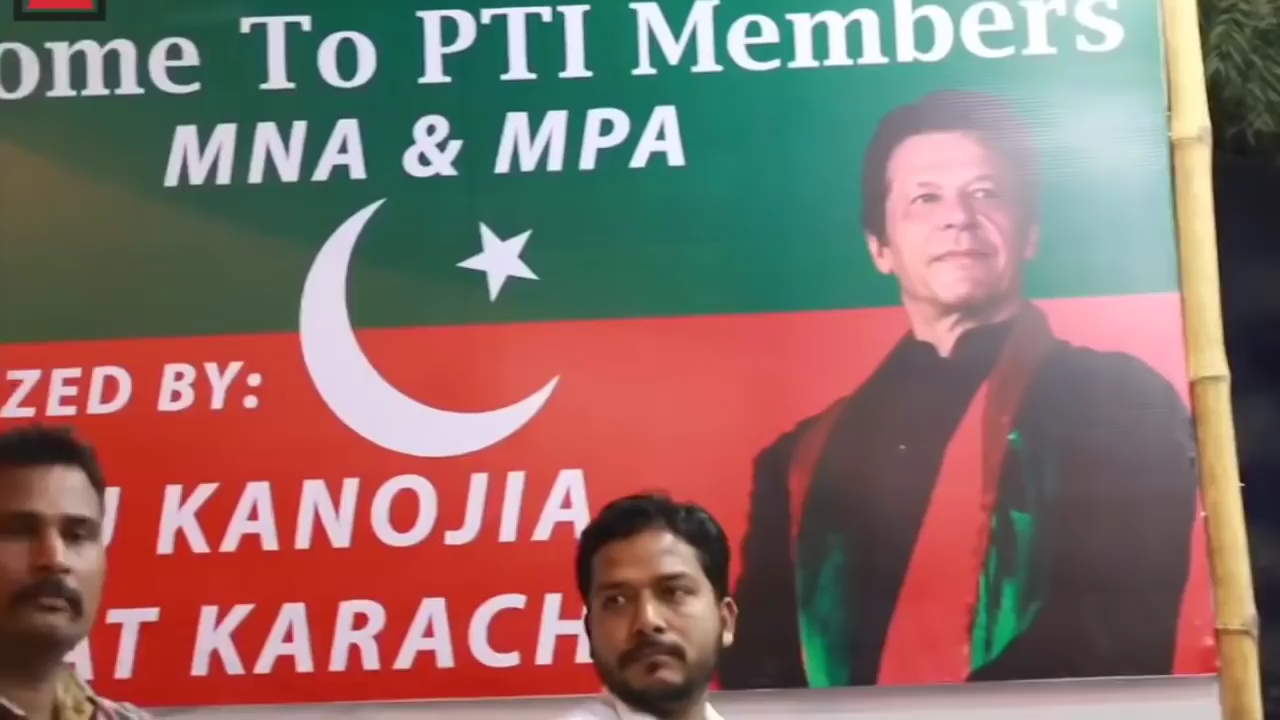 ome To PTI Members
MNA & MPA
ZED BY:
KANOJIA
AT KARACH